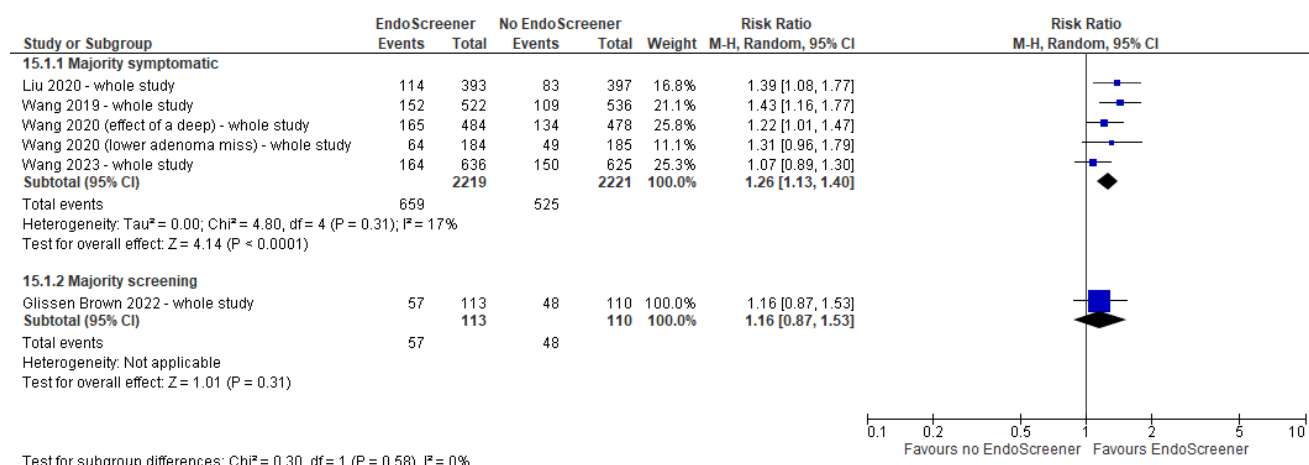 EndoScreener No EndoScreener Risk Ratio Risk Ratio
Study or Subgroup Events Total Events Total Weight M-H, Random, 95% CI M-H, Random, 95% CI
15.1.1 Majority symptomatic
Liu 2020 - whole study 114 393 83 397 16.8% 1.39 [1.08, 1.77]
Wang 2019 - whole study 152 522 109 536 21.1% 1.43 [1.16, 1.77]
Wang 2020 (effect of a deep) - whole study 165 484 134 478 25.8% 1.22 [1.01, 1.47]
Wang 2020 (lower adenoma miss) - whole study 64 184 49 185 11.1% 1.31 [0.96, 1.79]
Wang 2023 - whole study 164 636 150 625 25.3% 1.07 [0.89, 1.30]
Subtotal (95% CI) 2219 2221 100.0% 1.26 [1.13, 1.40]
Total events 659 525
Heterogeneity: Tau² = 0.00; Chi² = 4.80, df = 4 (P = 0.31); I² = 17%
Test for overall effect: Z = 4.14 (P < 0.0001)
15.1.2 Majority screening
Glissen Brown 2022 - whole study 57 113 48 110 100.0% 1.16 [0.87, 1.53]
Subtotal (95% CI) 113 110 100.0% 1.16 [0.87, 1.53]
Total events 57 48
Heterogeneity: Not applicable
Test for overall effect: Z = 1.01 (P = 0.31)
0.1 0.2 0.5 1 2 5 10
Favours no EndoScreener Favours EndoScreener
Test for subgroup differences: Chi² = 0.30, df = 1 (P = 0.58), I² = 0%